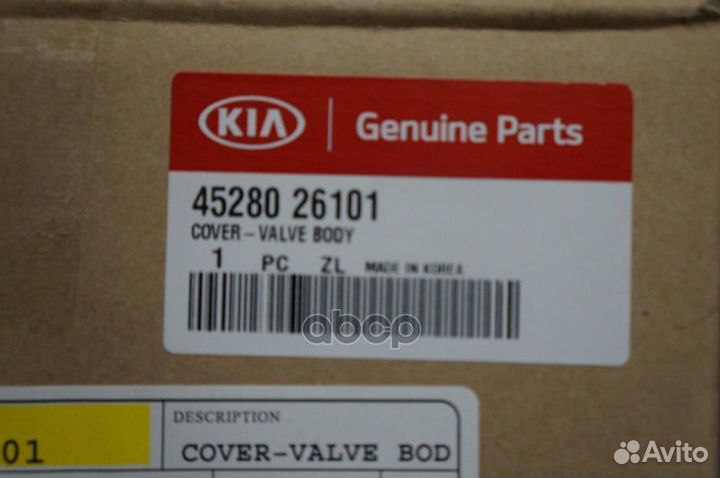 KIA Genuine Parts
45280 26101
COVER-VALVE BODY
1 PC ZL MADE IN KOREA
abcp
DESCRIPTION
01 COVER-VALVE BOD
Avito